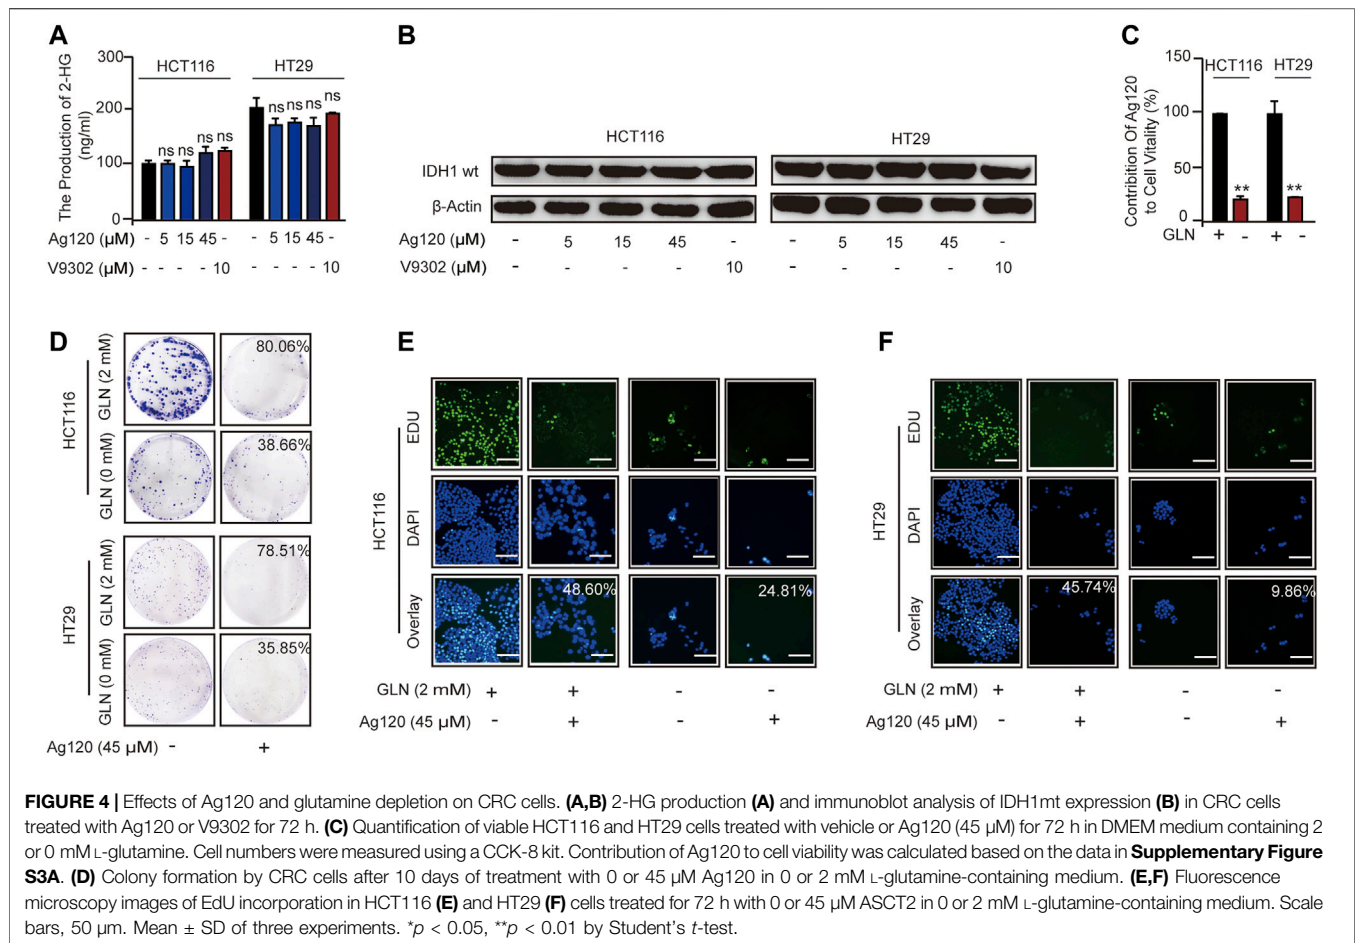 A
The Production of 2-HG
(ng/ml)
300
200
100
0
HCT116
HT29
ns ns ns ns
ns ns ns ns
Ag120 (µM) - 5 15 45 - - 5 15 45 -
V9302 (µM) - - - - 10 - - - - 10
B
HCT116
HT29
IDH1 wt
β-Actin
Ag120 (µM) - 5 15 45 - - 5 15 45 -
V9302 (µM) - - - - 10 - - - - 10
C
Contribition Of Ag120
to Cell Vitality (%)
150
100
50
0
HCT116
HT29
**
**
GLN + - + -
D
HCT116
GLN (2 mM)
80.06%
GLN (0 mM)
38.66%
HT29
GLN (2 mM)
78.51%
GLN (0 mM)
35.85%
Ag120 (45 µM) - +
E
HCT116
EDU
DAPI
Overlay
48.60%
24.81%
GLN (2 mM) + + - -
Ag120 (45 µM) - + - +
F
HT29
EDU
DAPI
Overlay
45.74%
9.86%
GLN (2 mM) + + - -
Ag120 (45 µM) - + - +
FIGURE 4 | Effects of Ag120 and glutamine depletion on CRC cells. (A,B) 2-HG production (A) and immunoblot analysis of IDH1mt expression (B) in CRC cells
treated with Ag120 or V9302 for 72 h. (C) Quantification of viable HCT116 and HT29 cells treated with vehicle or Ag120 (45 µM) for 72 h in DMEM medium containing 2
or 0 mM L-glutamine. Cell numbers were measured using a CCK-8 kit. Contribution of Ag120 to cell viability was calculated based on the data in Supplementary Figure
S3A. (D) Colony formation by CRC cells after 10 days of treatment with 0 or 45 µM Ag120 in 0 or 2 mM L-glutamine-containing medium. (E,F) Fluorescence
microscopy images of EdU incorporation in HCT116 (E) and HT29 (F) cells treated for 72 h with 0 or 45 µM ASCT2 in 0 or 2 mM L-glutamine-containing medium. Scale
bars, 50 µm. Mean ± SD of three experiments. *p < 0.05, **p < 0.01 by Student's t-test.